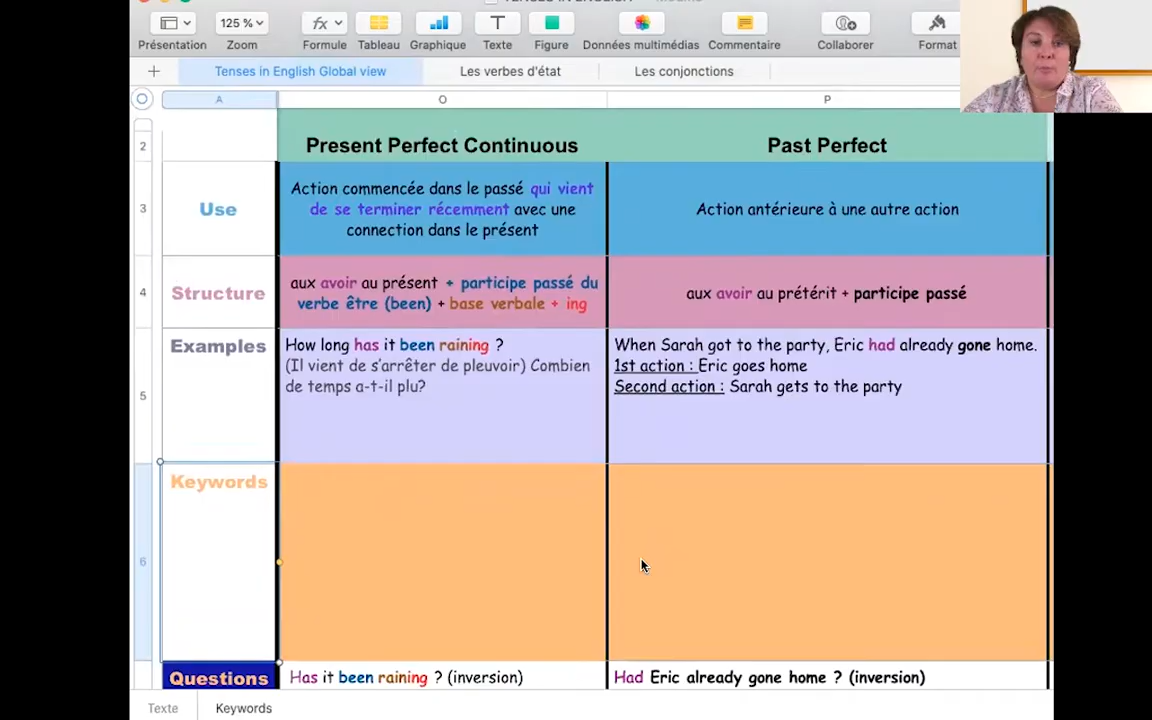 Présentation
125 %
Zoom
fx
Formule
Tableau
Graphique
T
Texte
Figure
Données multimédias
Commentaire
Collaborer
Format
+
Tenses in English Global view
Les verbes d'état
Les conjonctions
A
O
P
2
Present Perfect Continuous
Past Perfect
3
Use
Action commencée dans le passé qui vient
de se terminer récemment avec une
connection dans le présent
Action antérieure à une autre action
4
Structure
aux avoir au présent + participe passé du
verbe être (been) + base verbale + ing
aux avoir au prétérit + participe passé
5
Examples
How long has it been raining ?
(Il vient de s'arrêter de pleuvoir) Combien
de temps a-t-il plu?
When Sarah got to the party, Eric had already gone home.
1st action : Eric goes home
Second action : Sarah gets to the party
6
Keywords
Questions
Has it been raining ? (inversion)
Had Eric already gone home ? (inversion)
Texte
Keywords